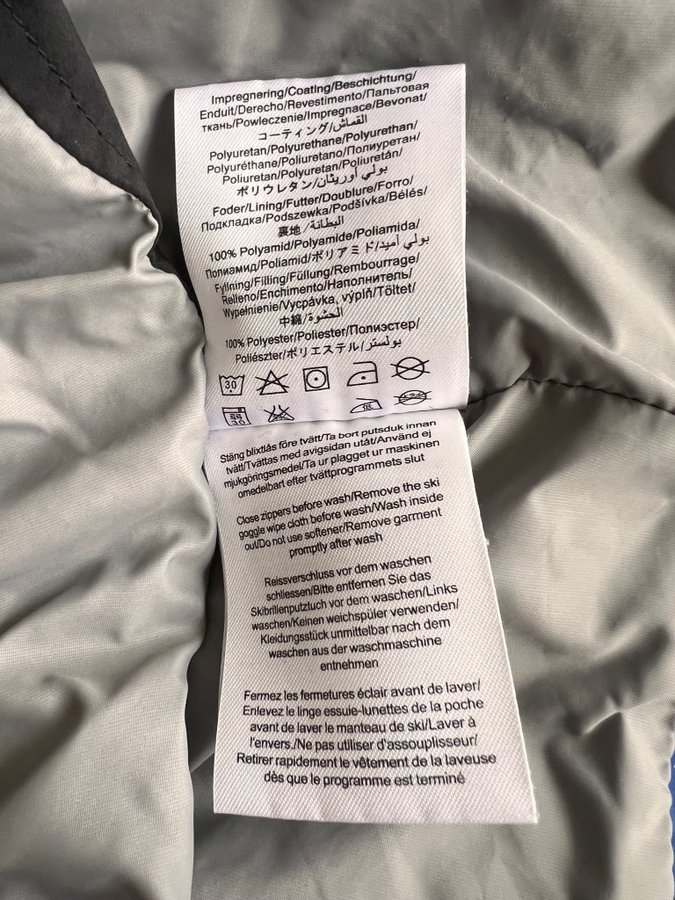 Impregnering/Coating/Beschichtung/
Enduit/Derecho/Revestimento/Пальтовая
ткань/Powleczenie/Impregnace/Bevonat/
コーティング/القماش
Polyuretan/Polyurethane/Polyurethan/
Polyuréthane/Poliuretano/Полиуретан/
Poliuretan/Polyuretan/Poliuretán/
ポリウレタン/بولي أوريثان
Foder/Lining/Futter/Doublure/Forro/
Подкладка/Podszewka/Podšívka/Bélés/
裏地/البطانة
100% Polyamid/Polyamide/Poliamida/
Полиамид/Poliamid/ポリアミド/بولي أميد
Fyllning/Filling/Füllung/Rembourrage/
Relleno/Enchimento/Наполнитель/
Wypełnienie/Vycpávka, výplň/Töltet/
中綿/الحشوة
100% Polyester/Poliester/Полиэстер/
Poliészter/ポリエステル/بولستر
30
30
Stäng blixtlås före tvätt/Ta bort putsduk innan
tvätt/Tvättas med avigsidan utåt/Använd ej
mjukgöringsmedel/Ta ur plagget ur maskinen
omedelbart efter tvättprogrammets slut
Close zippers before wash/Remove the ski
goggle wipe cloth before wash/Wash inside
out/Do not use softener/Remove garment
promptly after wash
Reissverschluss vor dem waschen
schliessen/Bitte entfernen Sie das
Skibrillenputztuch vor dem waschen/Links
waschen/Keinen weichspüler verwenden/
Kleidungsstück unmittelbar nach dem
waschen aus der waschmaschine
entnehmen
Fermez les fermetures éclair avant de laver/
Enlevez le linge essuie-lunettes de la poche
avant de laver le manteau de ski/Laver à
l'envers./Ne pas utiliser d'assouplisseur/
Retirer rapidement le vêtement de la laveuse
dès que le programme est terminé